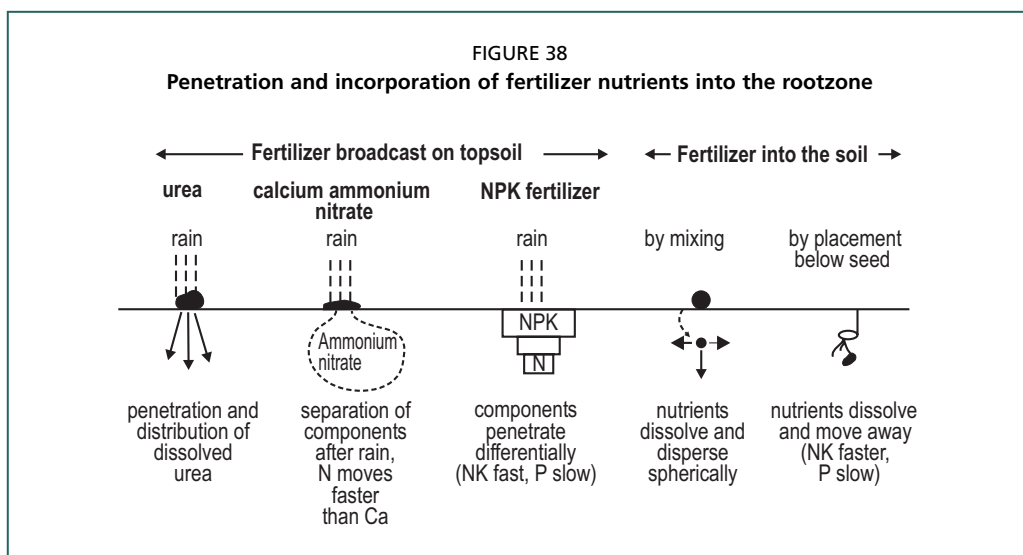 FIGURE 38
Penetration and incorporation of fertilizer nutrients into the rootzone
Fertilizer broadcast on topsoil
Fertilizer into the soil
urea
calcium ammonium
nitrate
NPK fertilizer
rain
rain
rain
by mixing
by placement
below seed
Ammonium
nitrate
NPK
N
penetration and
distribution of
dissolved
urea
separation of
components
after rain,
N moves
faster
than Ca
components
penetrate
differentially
(NK fast, P slow)
nutrients
dissolve and
disperse
spherically
nutrients dissolve
and move away
(NK faster,
P slow)